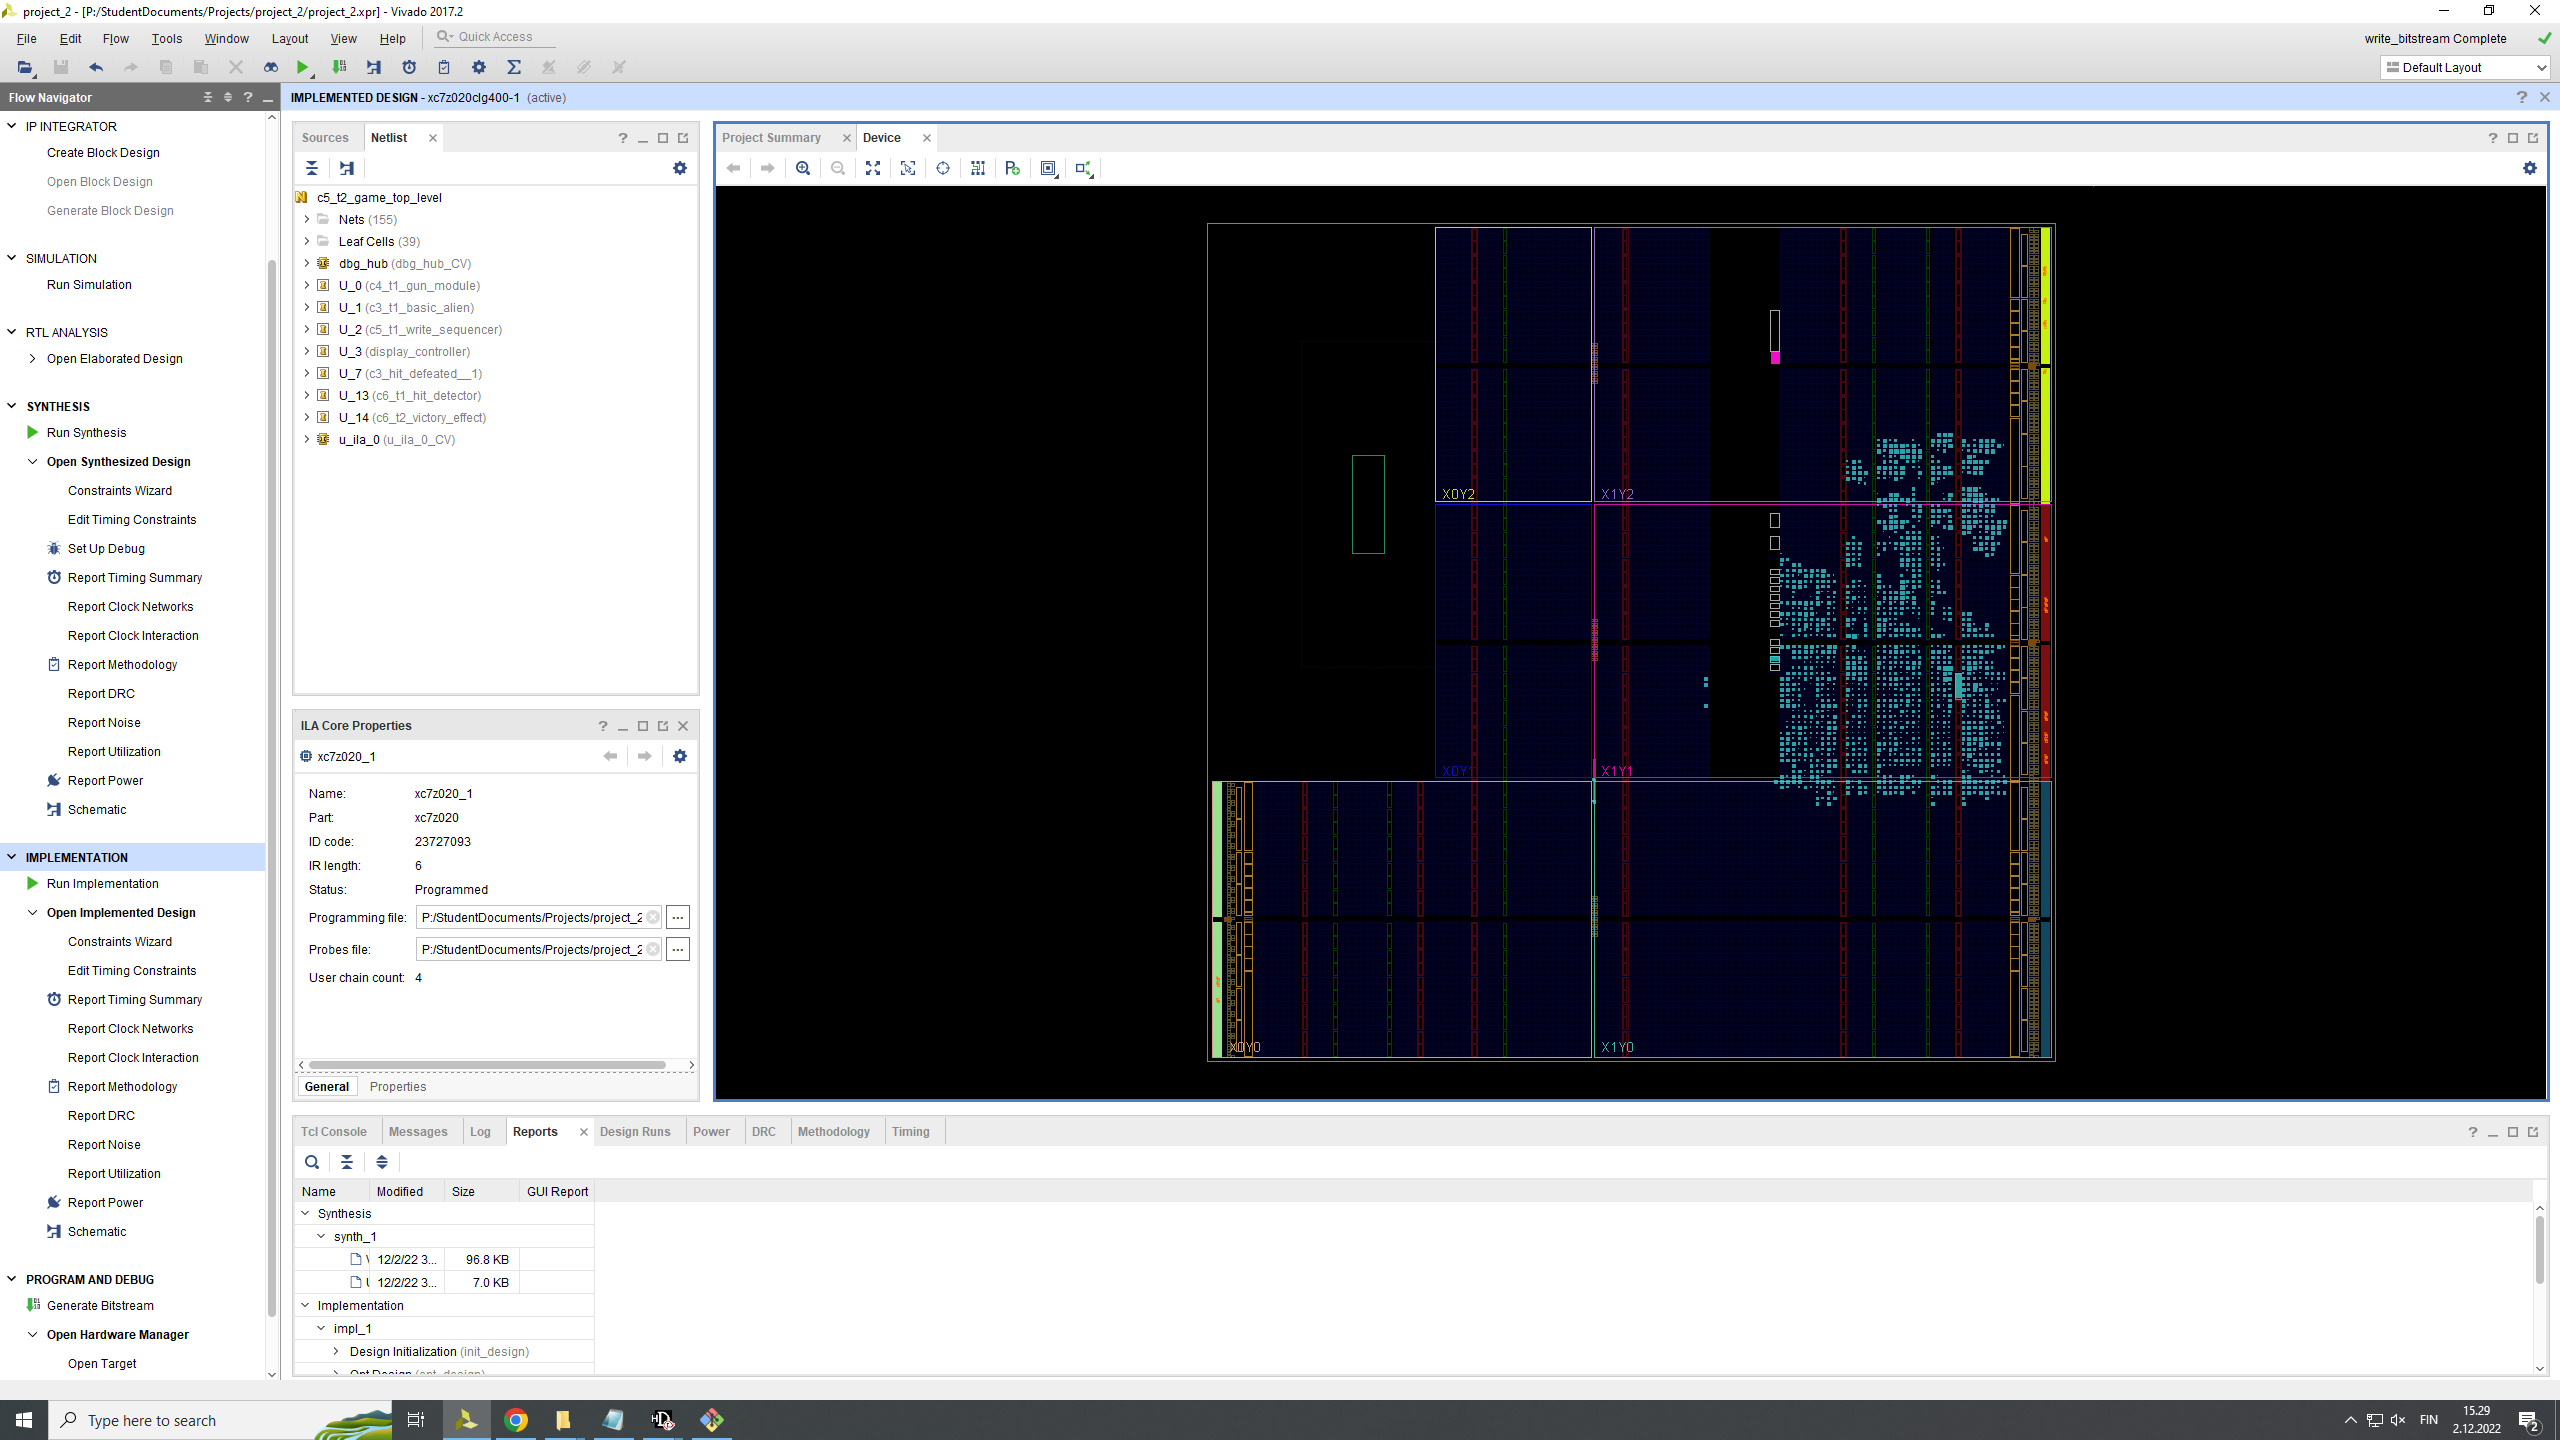 project_2 - [P:/StudentDocuments/Projects/project_2/project_2.xpr] - Vivado 2017.2
File Edit Flow Tools Window Layout View Help Quick Access
write_bitstream Complete
Default Layout
Flow Navigator
IMPLEMENTED DESIGN - xc7z020clg400-1 (active)
IP INTEGRATOR
Create Block Design
Open Block Design
Generate Block Design
SIMULATION
Run Simulation
RTL ANALYSIS
Open Elaborated Design
SYNTHESIS
Run Synthesis
Open Synthesized Design
Constraints Wizard
Edit Timing Constraints
Set Up Debug
Report Timing Summary
Report Clock Networks
Report Clock Interaction
Report Methodology
Report DRC
Report Noise
Report Utilization
Report Power
Schematic
IMPLEMENTATION
Run Implementation
Open Implemented Design
Constraints Wizard
Edit Timing Constraints
Report Timing Summary
Report Clock Networks
Report Clock Interaction
Report Methodology
Report DRC
Report Noise
Report Utilization
Report Power
Schematic
PROGRAM AND DEBUG
Generate Bitstream
Open Hardware Manager
Open Target
Sources Netlist
c5_t2_game_top_level
Nets (155)
Leaf Cells (39)
dbg_hub (dbg_hub_CV)
U_0 (c4_t1_gun_module)
U_1 (c3_t1_basic_alien)
U_2 (c5_t1_write_sequencer)
U_3 (display_controller)
U_7 (c3_hit_defeated__1)
U_13 (c6_t1_hit_detector)
U_14 (c6_t2_victory_effect)
u_ila_0 (u_ila_0_CV)
ILA Core Properties
xc7z020_1
Name: xc7z020_1
Part: xc7z020
ID code: 23727093
IR length: 6
Status: Programmed
Programming file: P:/StudentDocuments/Projects/project_2
Probes file: P:/StudentDocuments/Projects/project_2
User chain count: 4
General Properties
Project Summary Device
X0Y2 X1Y2
X0Y1 X1Y1
X0Y0 X1Y0
Tcl Console Messages Log Reports Design Runs Power DRC Methodology Timing
Name Modified Size GUI Report
Synthesis
synth_1
12/2/22 3... 96.8 KB
12/2/22 3... 7.0 KB
Implementation
impl_1
Design Initialization (init_design)
Opt Design (opt_design)
Type here to search
FIN
15.29
2.12.2022
2